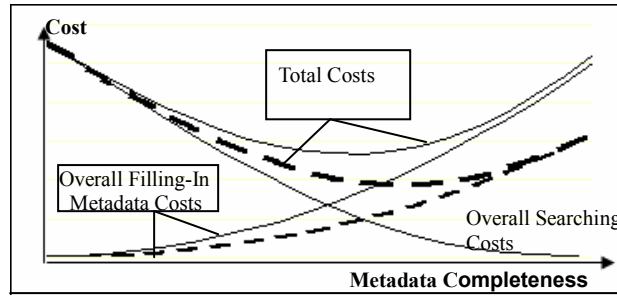 Cost
Total Costs
Overall Filling-In
Metadata Costs
Overall Searching
Costs
Metadata Completeness